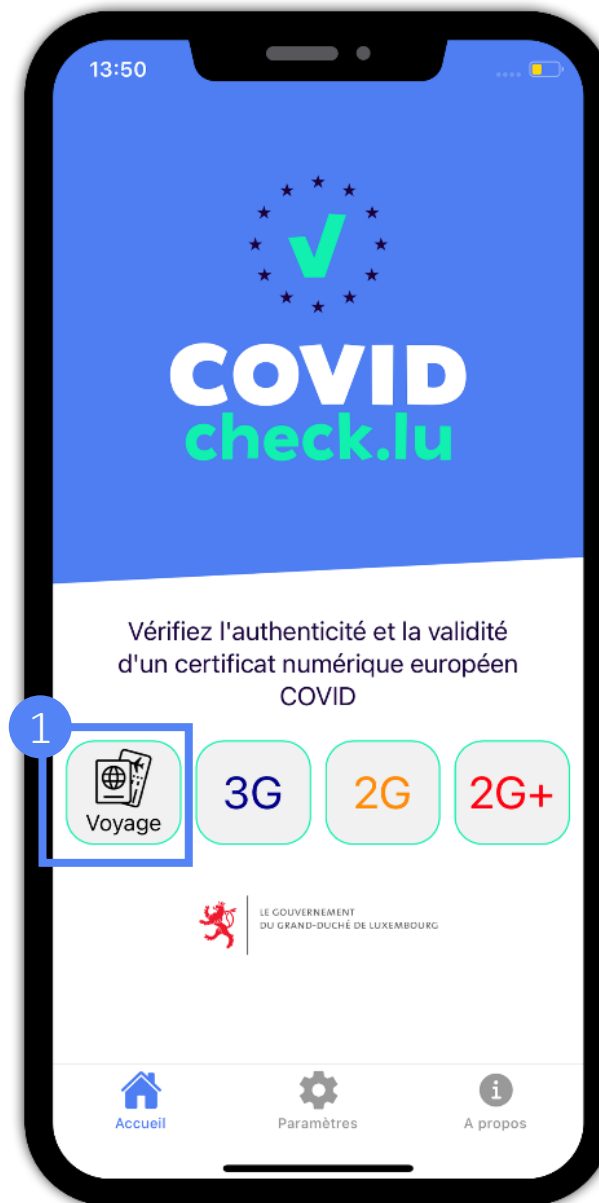 13:50
COVID
check.lu
Vérifiez l'authenticité et la validité
d'un certificat numérique européen
COVID
1
Voyage
3G
2G
2G+
LE GOUVERNEMENT
DU GRAND-DUCHÉ DE LUXEMBOURG
Accueil
Paramètres
A propos